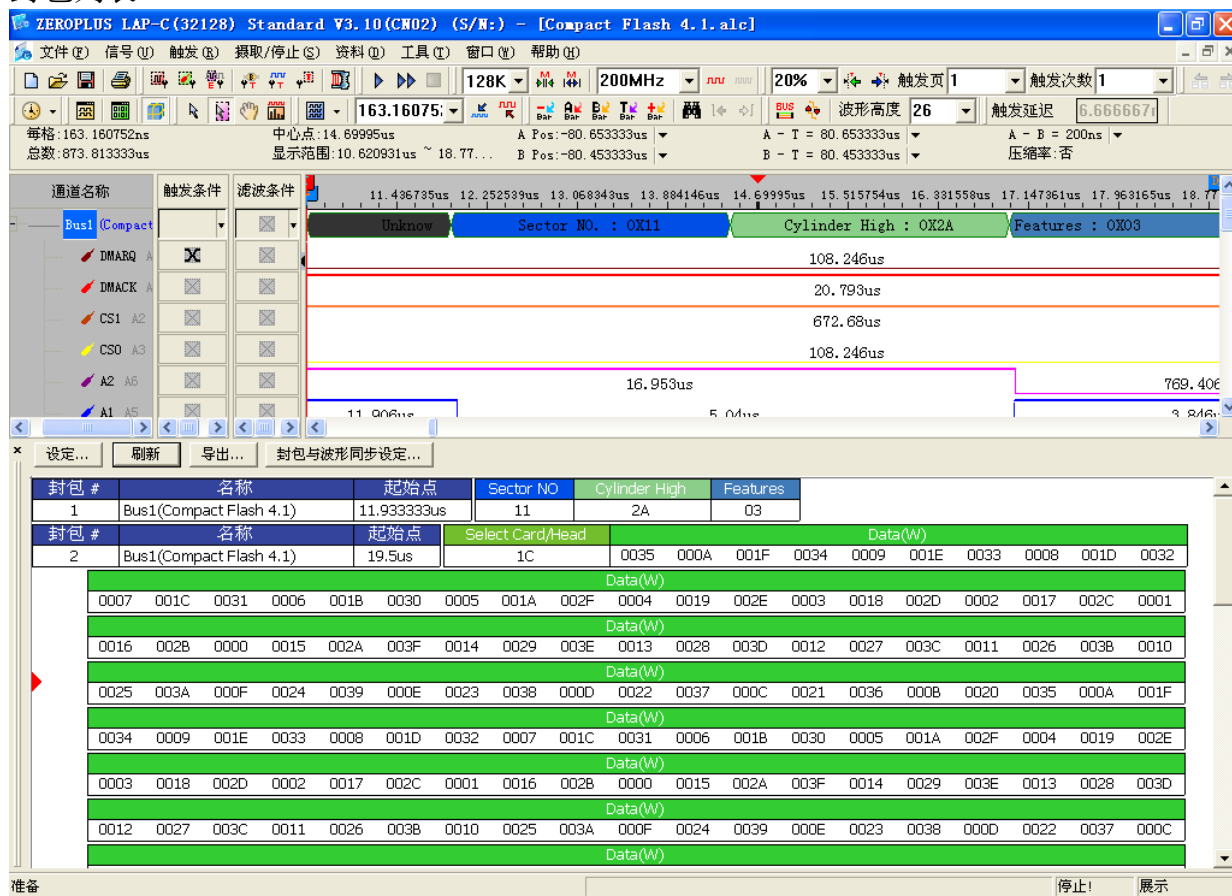 ZEROPLUS LAP-C(32128) Standard V3.10(CN02) (S/N:) - [Compact Flash 4.1.alc]
文件(F) 信号(U) 触发(R) 摄取/停止(S) 资料(D) 工具(T) 窗口(W) 帮助(H)
128K 200MHz 20% 触发页 1 触发次数 1
163.16075 Bar Bar Bar Bar Bar BUS 波形高度 26 触发延迟 6.666667
每格:163.160752ns 中心点:14.69995us A Pos:-80.653333us A - T = 80.653333us A - B = 200ns
总数:873.813333us 显示范围:10.620931us ~ 18.77... B Pos:-80.453333us B - T = 80.453333us 压缩率:否
通道名称 触发条件 滤波条件 11.436735us 12.252539us 13.068343us 13.884146us 14.69995us 15.515754us 16.331558us 17.147361us 17.963165us 18.77
Bus1 (Compact Unknow Sector NO. : 0X11 Cylinder High : 0X2A Features : 0X03
DMARQ A 108.246us
DMACK A 20.793us
CS1 A2 672.68us
CS0 A3 108.246us
A2 A6 16.953us 769.406
A1 A5 11.906us 5.04us 3.846u
设定... 刷新 导出... 封包与波形同步设定...
封包 # 名称 起始点 Sector NO Cylinder High Features
1 Bus1(Compact Flash 4.1) 11.933333us 11 2A 03
封包 # 名称 起始点 Select Card/Head Data(W)
2 Bus1(Compact Flash 4.1) 19.5us 1C 0035 000A 001F 0034 0009 001E 0033 0008 001D 0032
Data(W)
0007 001C 0031 0006 001B 0030 0005 001A 002F 0004 0019 002E 0003 0018 002D 0002 0017 002C 0001
Data(W)
0016 002B 0000 0015 002A 003F 0014 0029 003E 0013 0028 003D 0012 0027 003C 0011 0026 003B 0010
Data(W)
0025 003A 000F 0024 0039 000E 0023 0038 000D 0022 0037 000C 0021 0036 000B 0020 0035 000A 001F
Data(W)
0034 0009 001E 0033 0008 001D 0032 0007 001C 0031 0006 001B 0030 0005 001A 002F 0004 0019 002E
Data(W)
0003 0018 002D 0002 0017 002C 0001 0016 002B 0000 0015 002A 003F 0014 0029 003E 0013 0028 003D
Data(W)
0012 0027 003C 0011 0026 003B 0010 0025 003A 000F 0024 0039 000E 0023 0038 000D 0022 0037 000C
Data(W)
准备 停止! 展示